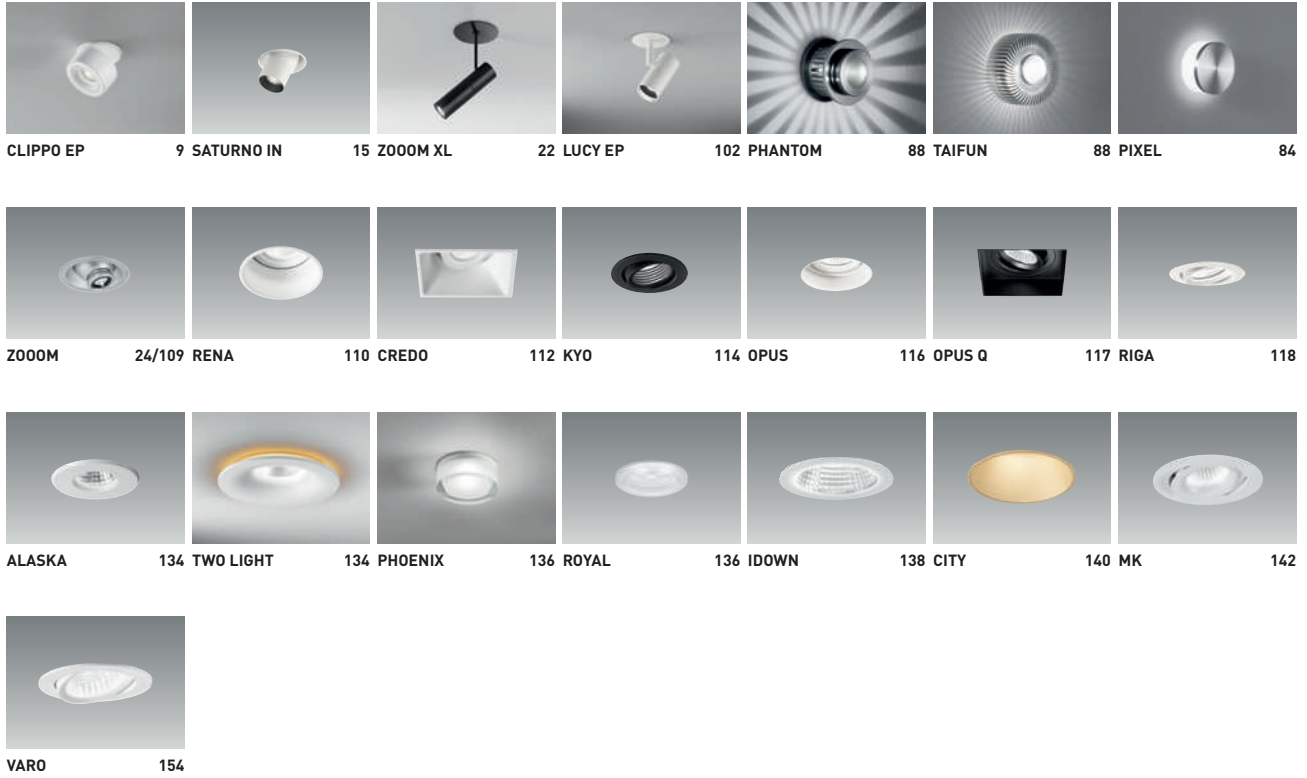 CLIPPO EP 9 SATURNO IN 15 ZOOOM XL 22 LUCY EP 102 PHANTOM 88 TAIFUN 88 PIXEL 84
ZOOOM 24/109 RENA 110 CREDO 112 KYO 114 OPUS 116 OPUS Q 117 RIGA 118
ALASKA 134 TWO LIGHT 134 PHOENIX 136 ROYAL 136 IDOWN 138 CITY 140 MK 142
VARO 154